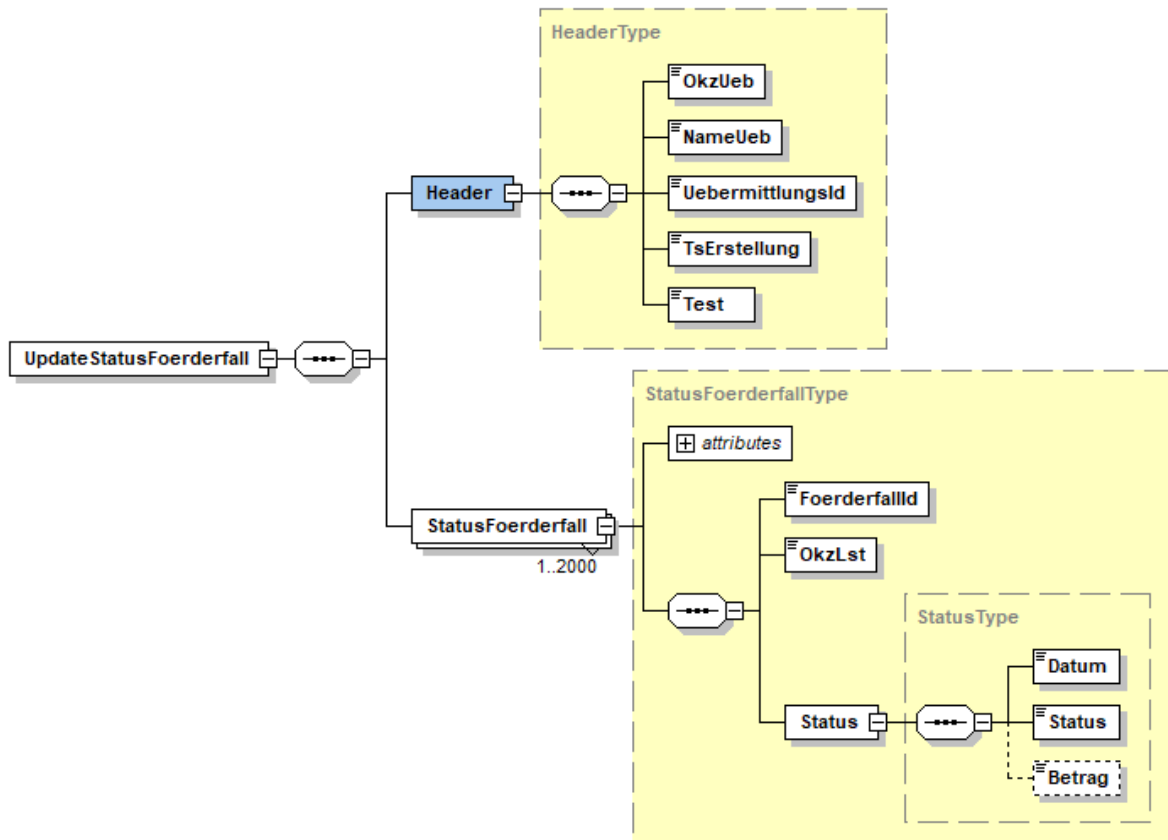 HeaderType
OkzUeb
NameUeb
Header
UebermittlungsId
TsErstellung
Test
UpdateStatusFoerderfall
StatusFoerderfallType
attributes
FoerderfallId
StatusFoerderfall
1..2000
OkzLst
StatusType
Datum
Status
Status
Betrag